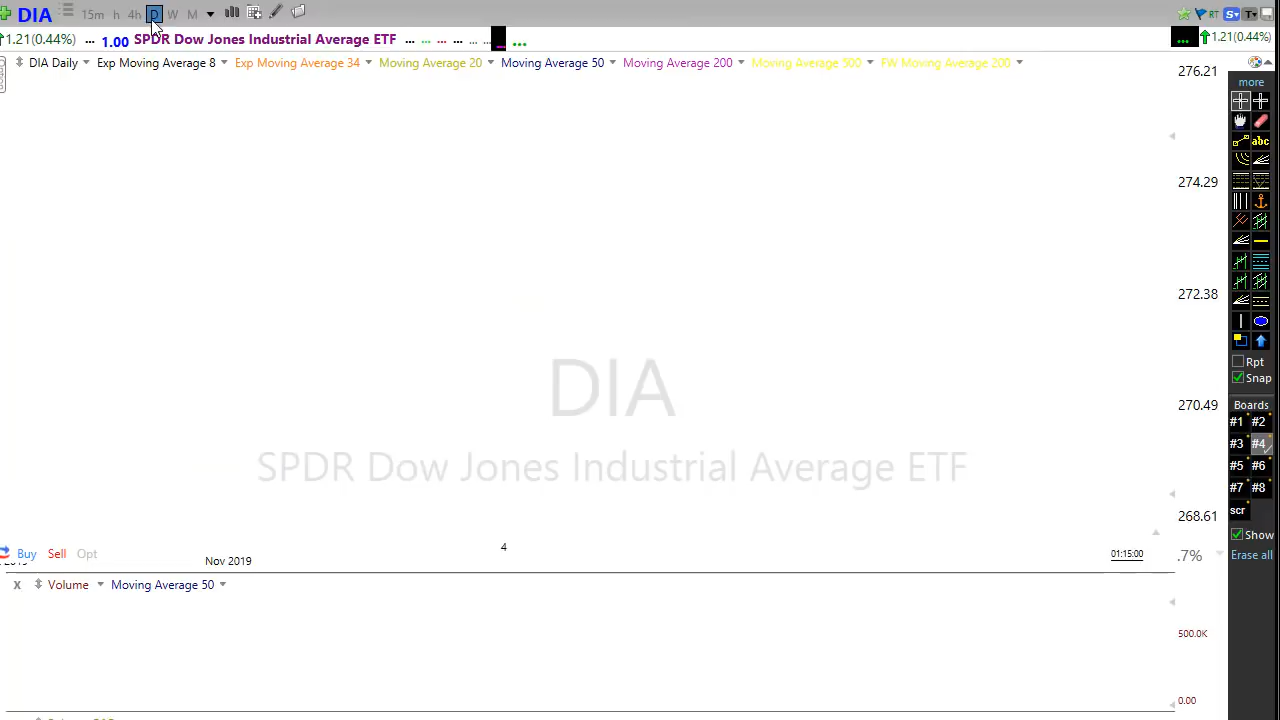 DIA 15m h 4h D W M RT S T
1.21(0.44%) ... 1.00 SPDR Dow Jones Industrial Average ETF ... ... ... ... ... ... ... ... 1.21(0.44%)
DIA Daily Exp Moving Average 8 Exp Moving Average 34 Moving Average 20 Moving Average 50 Moving Average 200 Moving Average 500 FW Moving Average 200
276.21
more
abc
274.29
272.38
DIA
Rpt
Snap
270.49
Boards
#1 #2
#3 #4
SPDR Dow Jones Industrial Average ETF
#5 #6
#7 #8
268.61
scr
Show
4
Buy Sell Opt
01:15:00 .7%
Erase all
2019 Nov 2019
X Volume Moving Average 50
500.0K
0.00